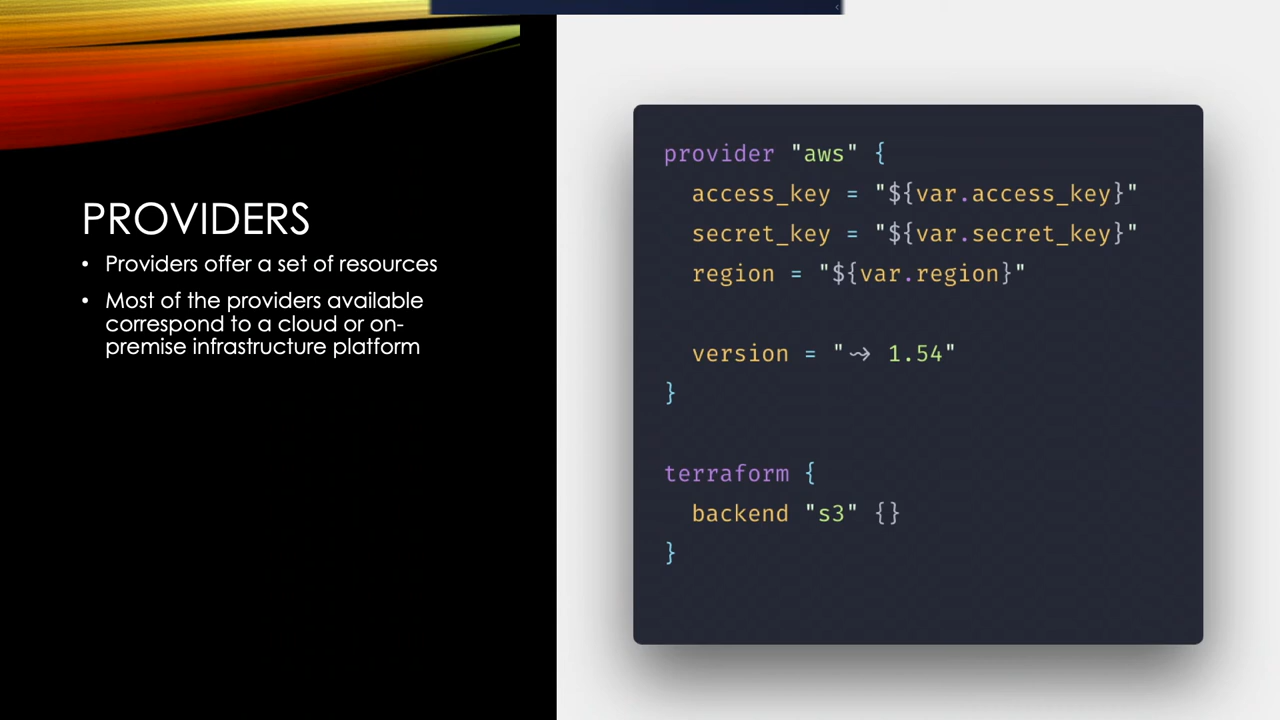 PROVIDERS
• Providers offer a set of resources
• Most of the providers available
correspond to a cloud or on-
premise infrastructure platform
provider "aws" {
  access_key = "${var.access_key}"
  secret_key = "${var.secret_key}"
  region = "${var.region}"
  version = "⤳ 1.54"
}
terraform {
  backend "s3" {}
}